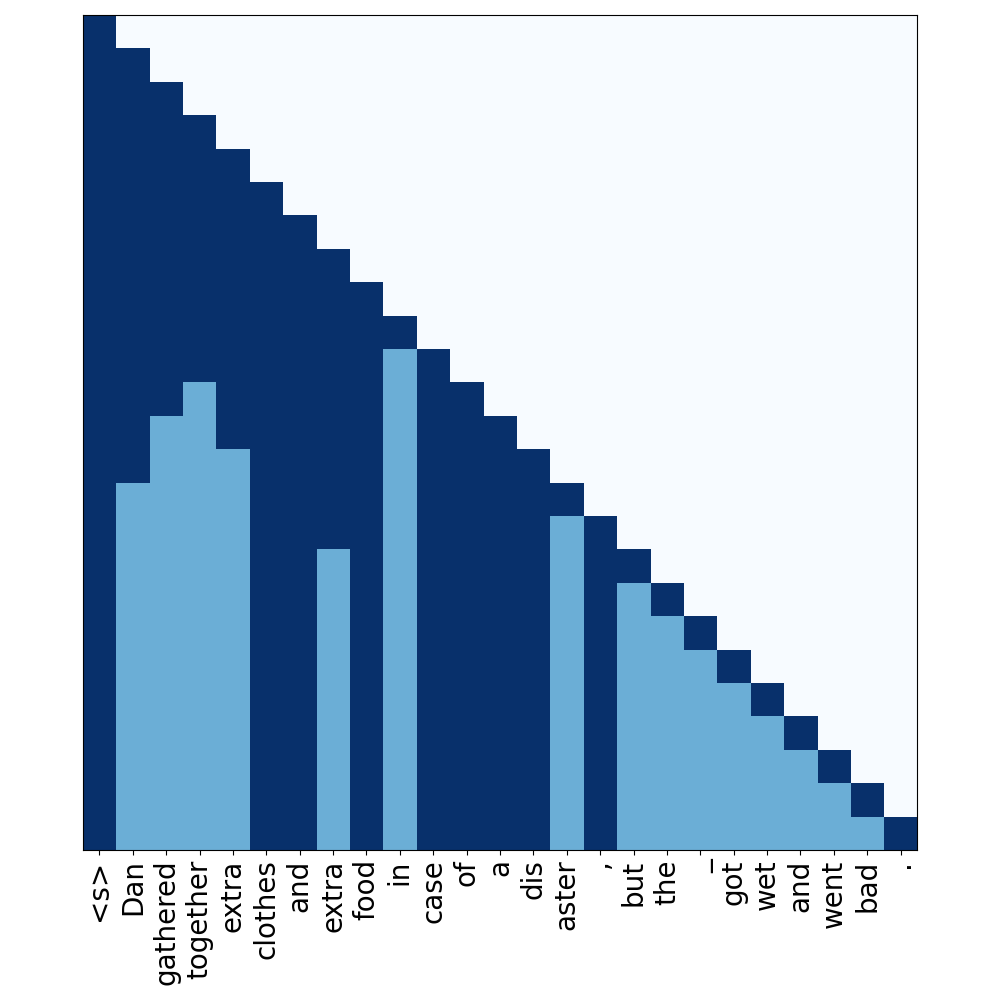 <s>
Dan
gathered
together
extra
clothes
and
extra
food
in
case
of
a
dis
aster
,
but
the
_
got
wet
and
went
bad
.